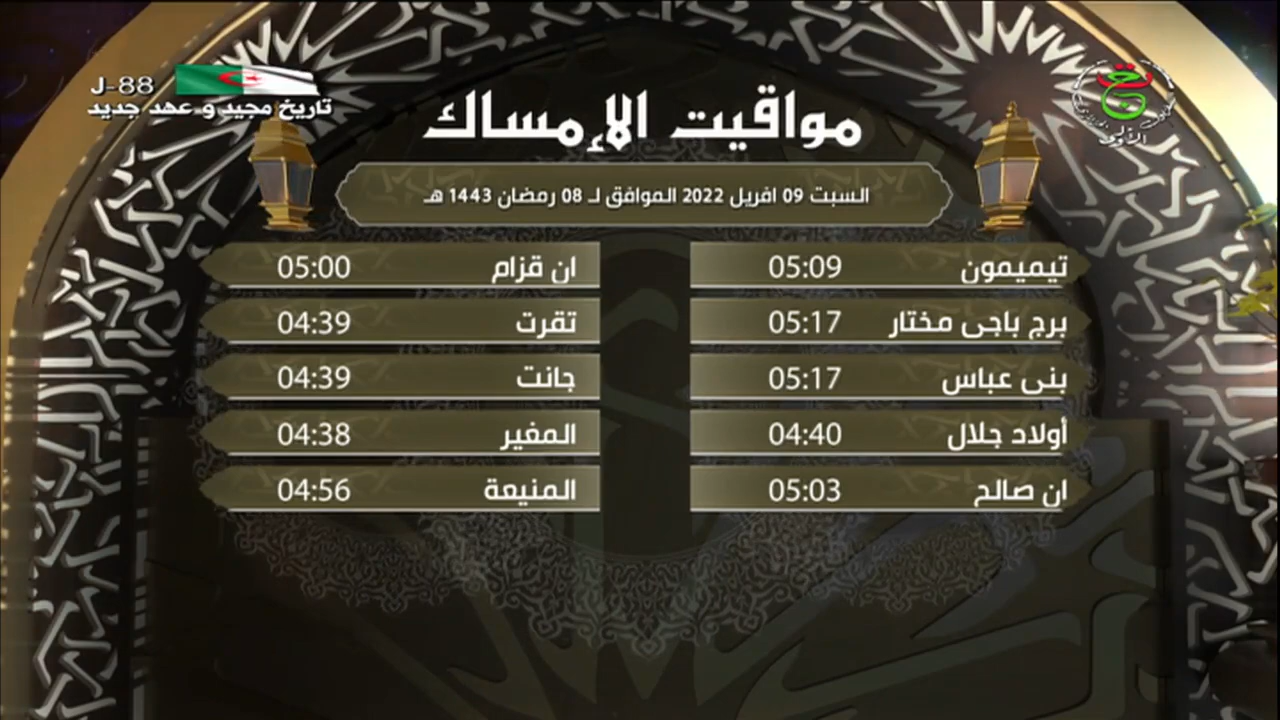 J-88
تاريخ مجيد و عهد جديد
الأولى
مواقيت الإمساك
السبت 09 افريل 2022 الموافق لـ 08 رمضان 1443 هـ
تيميمون 05:09
ان قزام 05:00
برج باجي مختار 05:17
تقرت 04:39
بني عباس 05:17
جانت 04:39
أولاد جلال 04:40
المغير 04:38
ان صالح 05:03
المنيعة 04:56